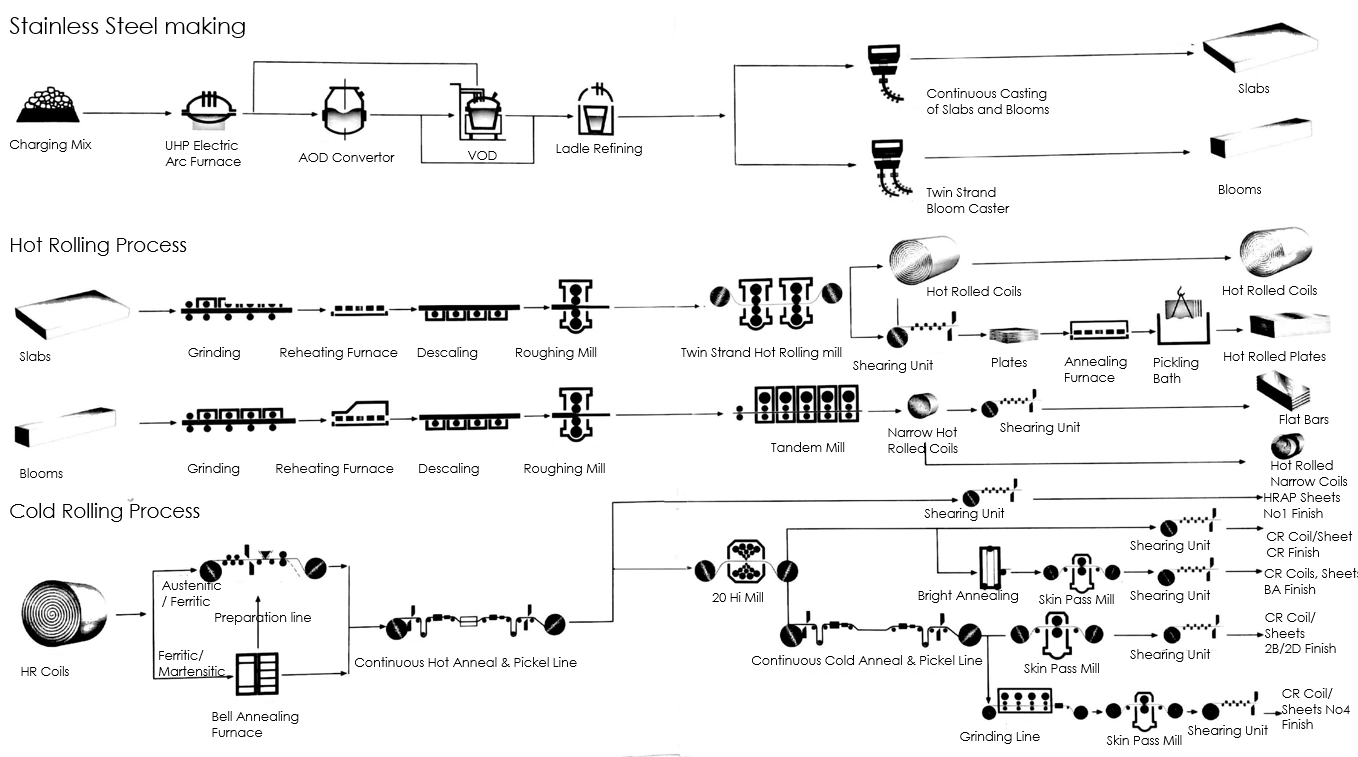 Stainless Steel making
Charging Mix
UHP Electric
Arc Furnace
AOD Convertor
VOD
Ladle Refining
Continuous Casting
of Slabs and Blooms
Slabs
Twin Strand
Bloom Caster
Blooms
Hot Rolling Process
Slabs
Grinding
Reheating Furnace
Descaling
Roughing Mill
Twin Strand Hot Rolling mill
Hot Rolled Coils
Hot Rolled Coils
Shearing Unit
Plates
Annealing
Furnace
Pickling
Bath
Hot Rolled Plates
Blooms
Grinding
Reheating Furnace
Descaling
Roughing Mill
Tandem Mill
Narrow Hot
Rolled Coils
Shearing Unit
Flat Bars
Hot Rolled
Narrow Coils
Cold Rolling Process
HR Coils
Austenitic
/ Ferritic
Preparation line
Ferritic/
Martensitic
Bell Annealing
Furnace
Continuous Hot Anneal & Pickel Line
Shearing Unit
HRAP Sheets
No1 Finish
20 Hi Mill
Shearing Unit
CR Coil/Sheet
CR Finish
Bright Annealing
Skin Pass Mill
Shearing Unit
CR Coils, Sheets
BA Finish
Continuous Cold Anneal & Pickel Line
Skin Pass Mill
Shearing Unit
CR Coil/
Sheets
2B/2D Finish
Grinding Line
Skin Pass Mill
Shearing Unit
CR Coil/
Sheets No4
Finish